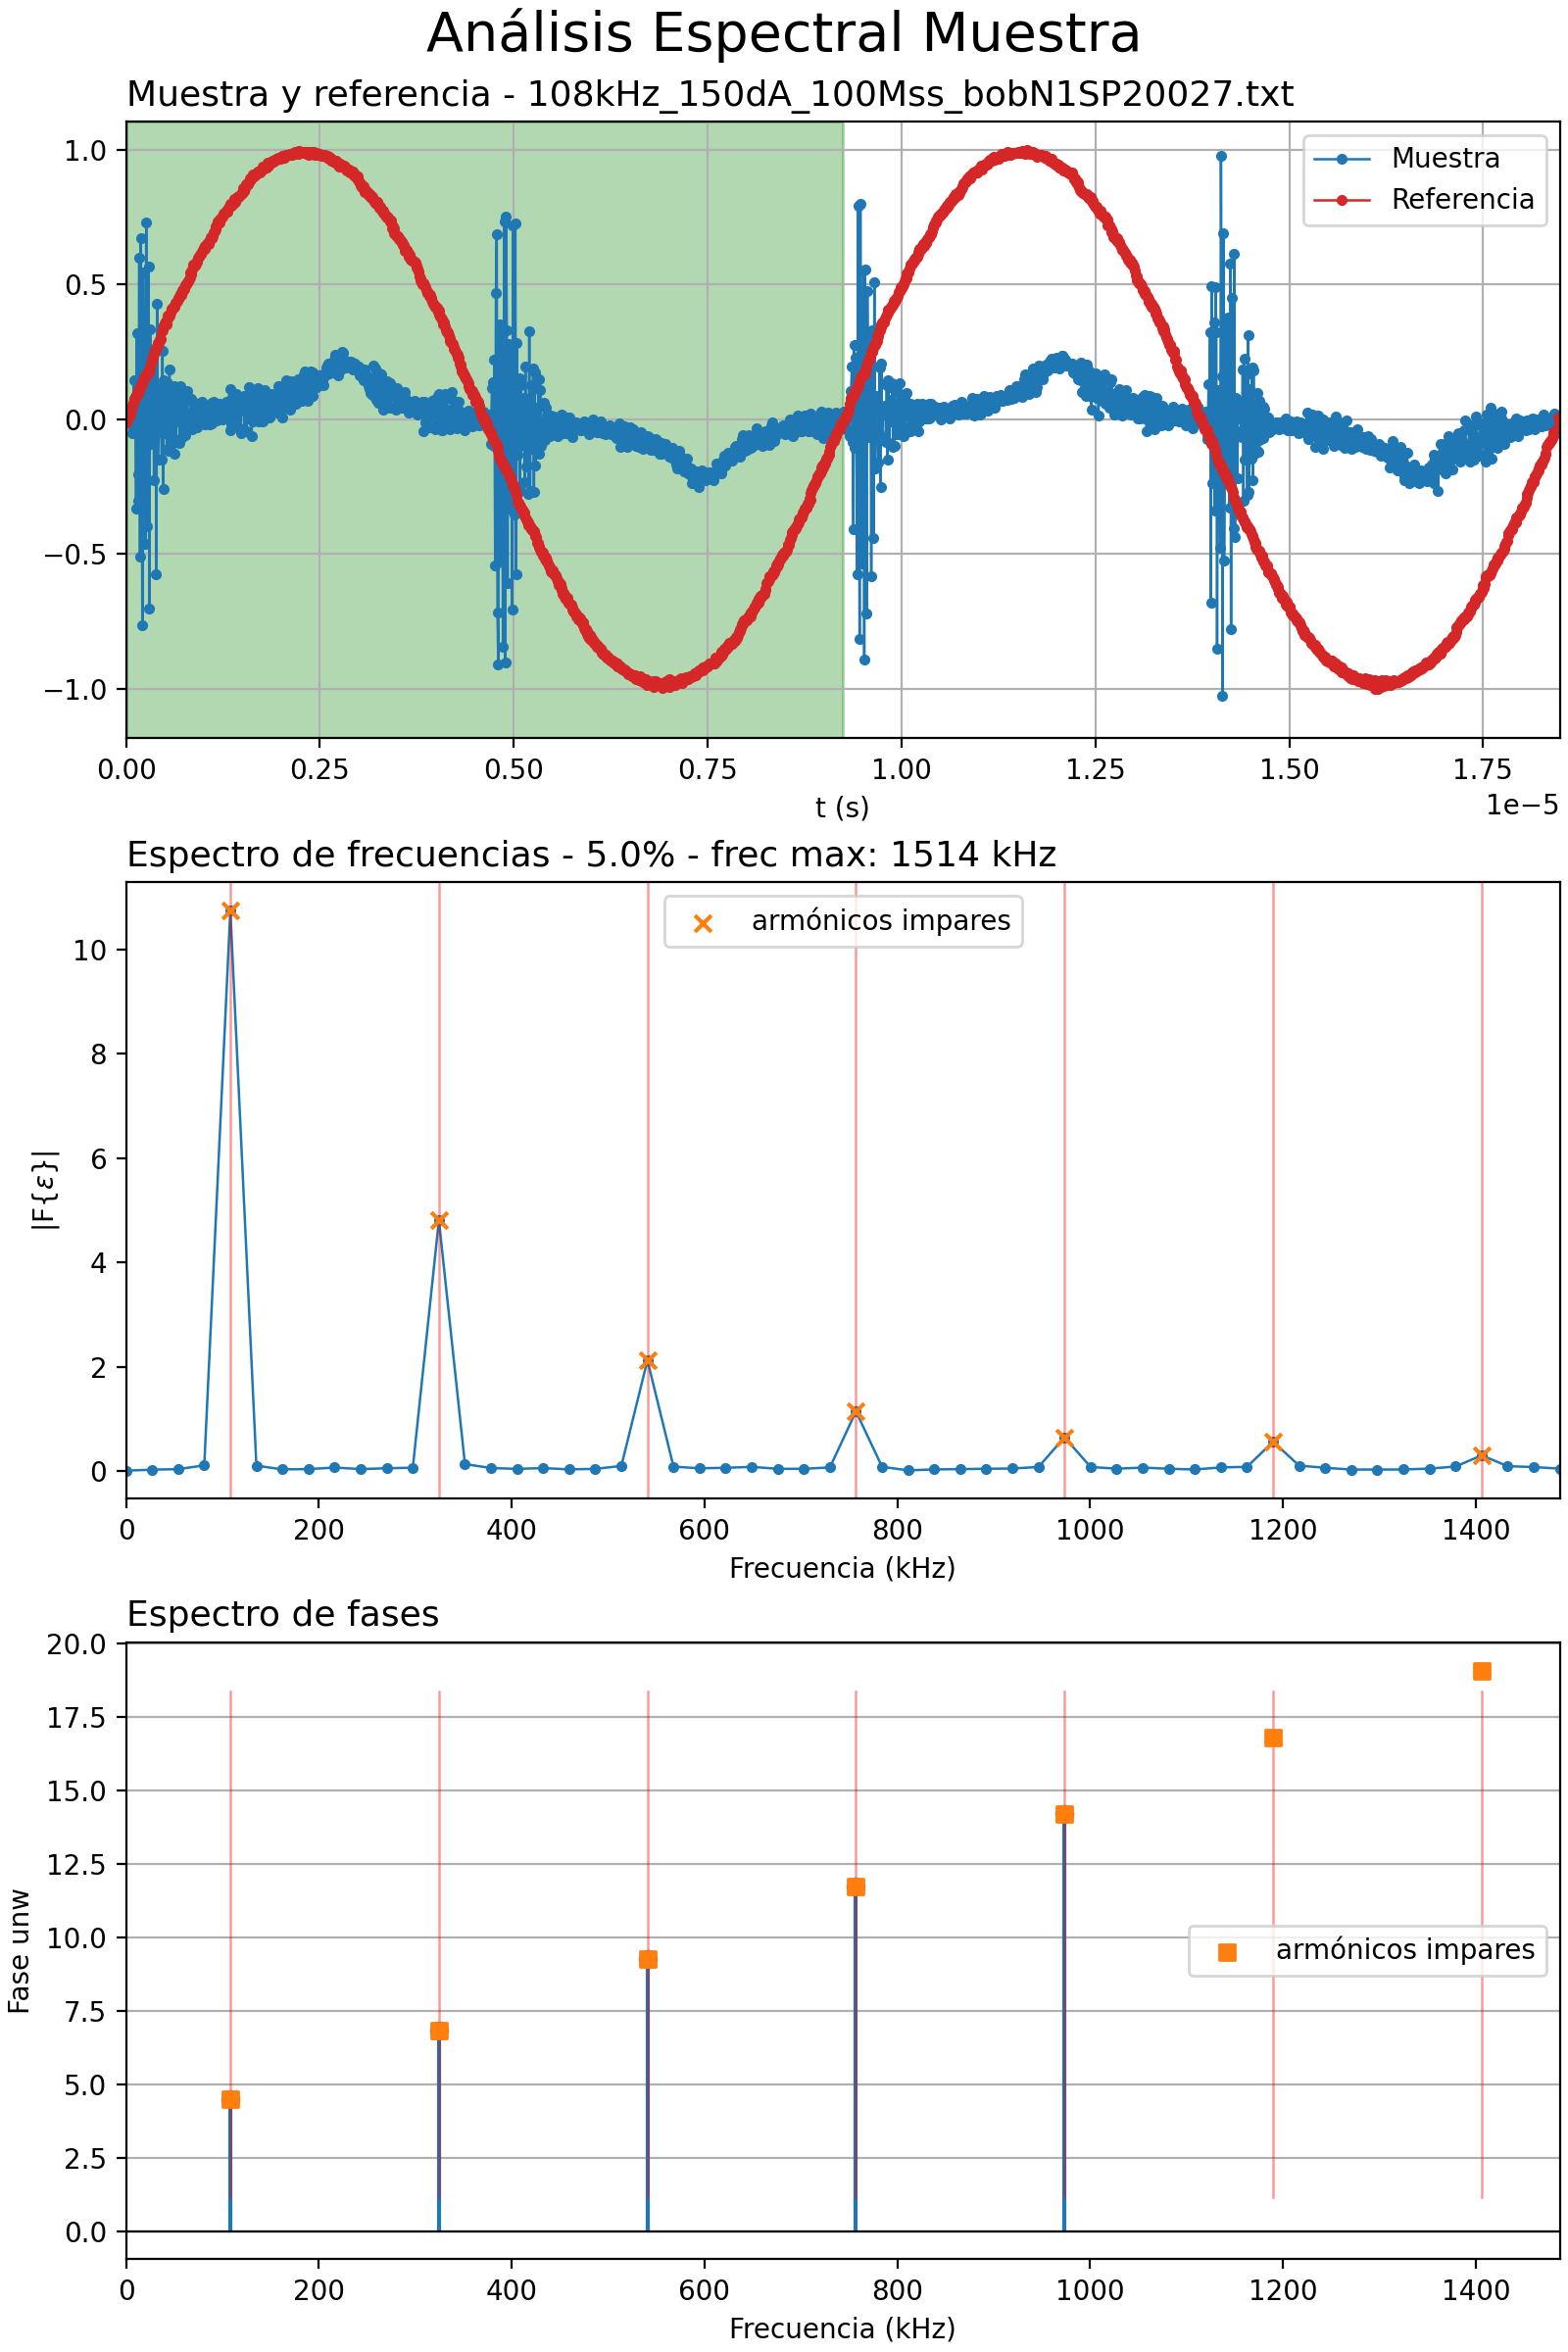 Análisis Espectral Muestra
Muestra y referencia - 108kHz_150dA_100Mss_bobN1SP20027.txt
1.0
0.5
0.0
−0.5
−1.0
Muestra
Referencia
0.00 0.25 0.50 0.75 1.00 1.25 1.50 1.75
1e−5
t (s)
Espectro de frecuencias - 5.0% - frec max: 1514 kHz
armónicos impares
10
8
6
4
2
0
|F{ε}|
0 200 400 600 800 1000 1200 1400
Frecuencia (kHz)
Espectro de fases
20.0
17.5
15.0
12.5
10.0
7.5
5.0
2.5
0.0
Fase unw
armónicos impares
0 200 400 600 800 1000 1200 1400
Frecuencia (kHz)